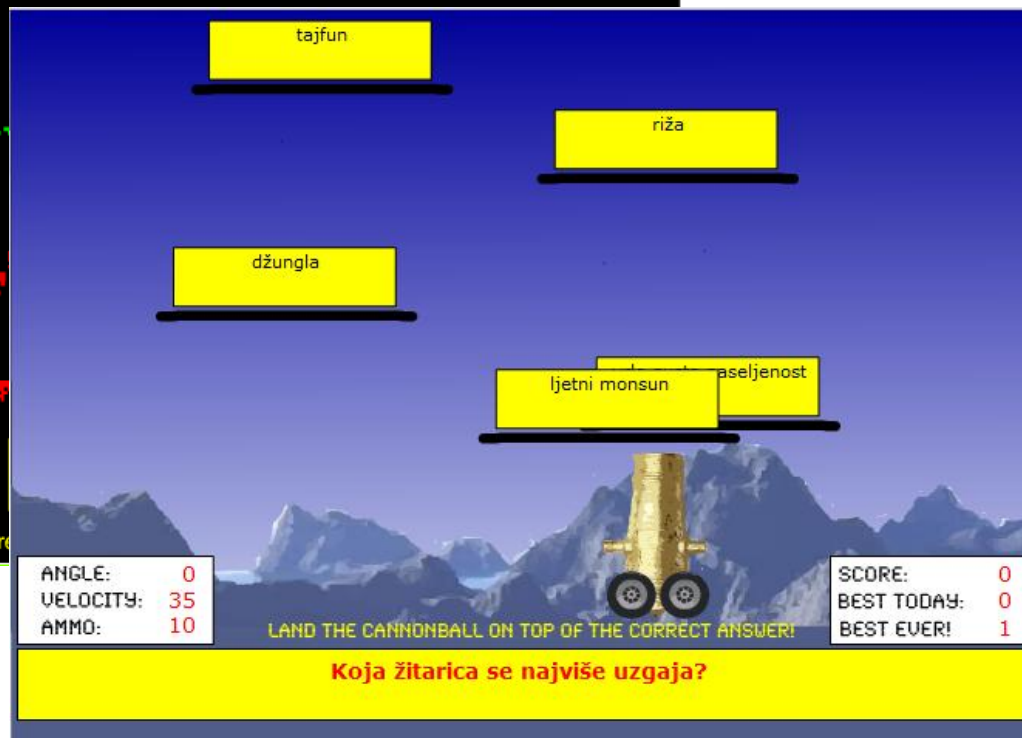 tajfun
riža
džungla
naseljenost
ljetni monsun
ANGLE: 0
VELOCITY: 35
AMMO: 10
SCORE: 0
BEST TODAY: 0
BEST EVER! 1
LAND THE CANNONBALL ON TOP OF THE CORRECT ANSWER!
Koja žitarica se najviše uzgaja?